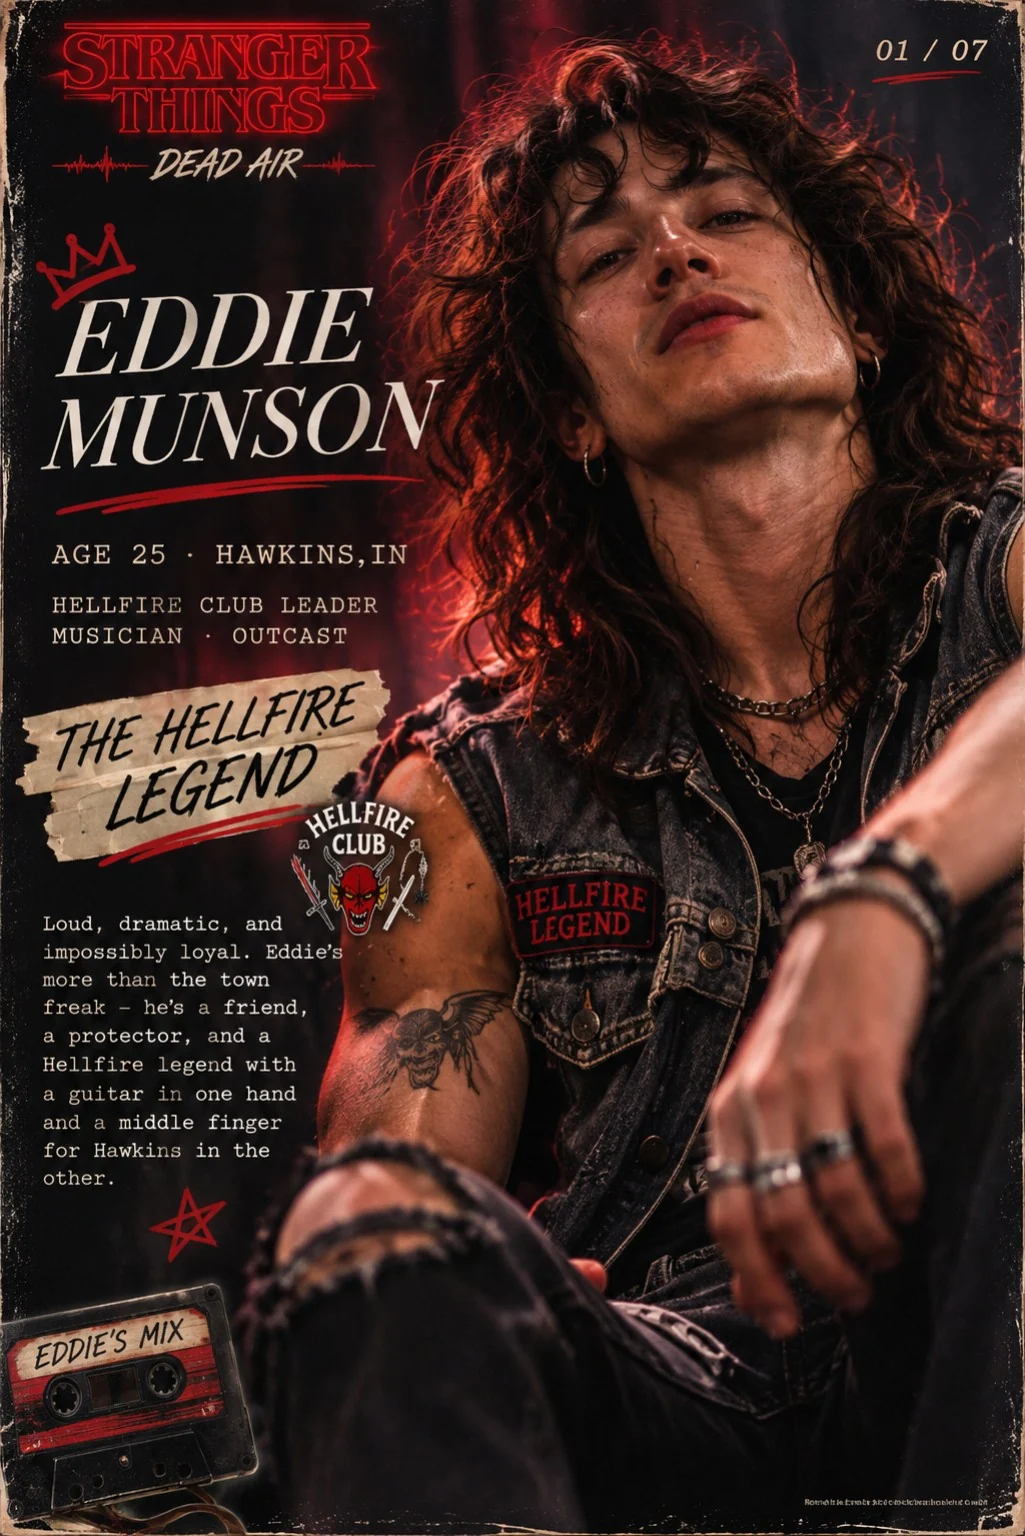 STRANGER
THINGS
DEAD AIR
01 / 07
EDDIE
MUNSON
AGE 25 · HAWKINS,IN
HELLFIRE CLUB LEADER
MUSICIAN · OUTCAST
THE HELLFIRE
LEGEND
HELLFIRE
CLUB
HELLFIRE
LEGEND
Loud, dramatic, and
impossibly loyal. Eddie’s
more than the town
freak – he’s a friend,
a protector, and a
Hellfire legend with
a guitar in one hand
and a middle finger
for Hawkins in the
other.
EDDIE'S MIX